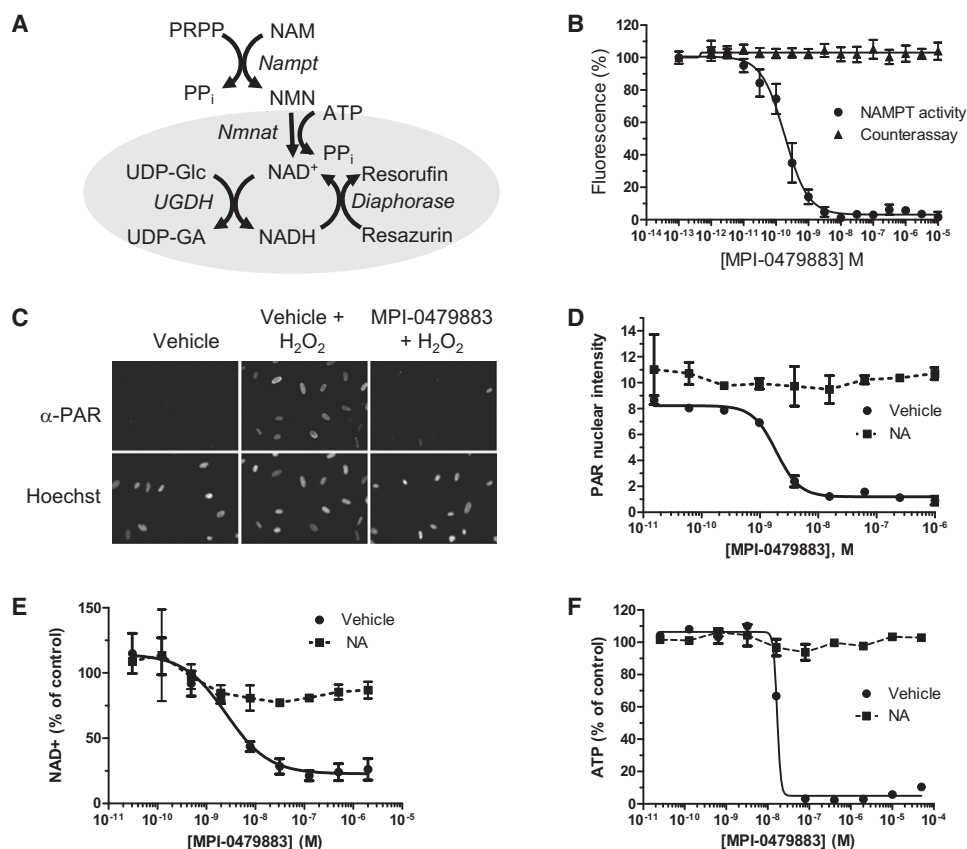 A
PRPP NAM
Nampt
PPi NMN
ATP
Nmnat
PPi
UDP-Glc NAD+ Resorufin
UGDH Diaphorase
UDP-GA NADH Resazurin
B
Fluorescence (%)
120
100
80
60
40
20
0
NAMPT activity
Counterassay
10-14 10-13 10-12 10-11 10-10 10-9 10-8 10-7 10-6 10-5
[MPI-0479883] M
C
Vehicle
Vehicle + H2O2
MPI-0479883 + H2O2
α-PAR
Hoechst
D
PAR nuclear intensity
14
12
10
8
6
4
2
0
Vehicle
NA
10-11 10-10 10-9 10-8 10-7 10-6
[MPI-0479883], M
E
NAD+ (% of control)
150
100
50
0
Vehicle
NA
10-11 10-10 10-9 10-8 10-7 10-6 10-5
[MPI-0479883] (M)
F
ATP (% of control)
120
100
80
60
40
20
0
Vehicle
NA
10-11 10-10 10-9 10-8 10-7 10-6 10-5 10-4
[MPI-0479883] (M)